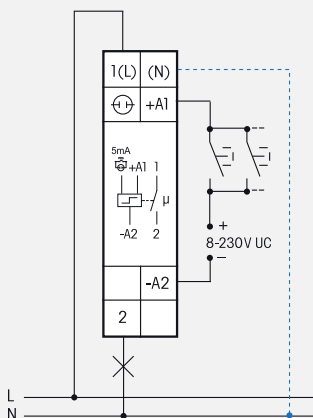 1(L) (N)
+A1
5mA
+A1 1
µ
-A2 2
+
8-230V UC
–
-A2
2
L
N